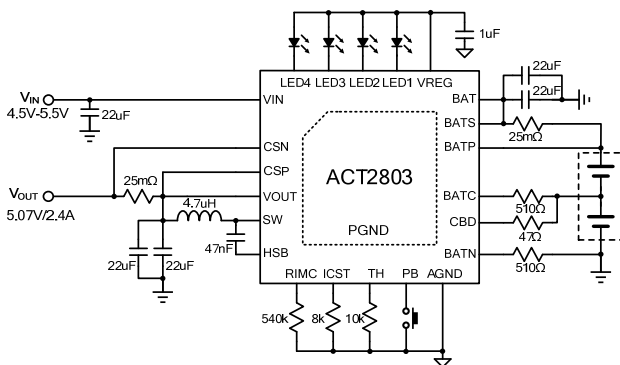 1uF
LED4 LED3 LED2 LED1 VREG
22uF
VIN
4.5V-5.5V
22uF
VIN
BAT
22uF
BATS
25mΩ
CSN
BATP
CSP
ACT2803
25mΩ
VOUT
5.07V/2.4A
VOUT
BATC
510Ω
4.7uH
SW
CBD
47Ω
PGND
47nF
HSB
BATN
510Ω
22uF
22uF
RIMC ICST TH PB AGND
540k
8k
10k